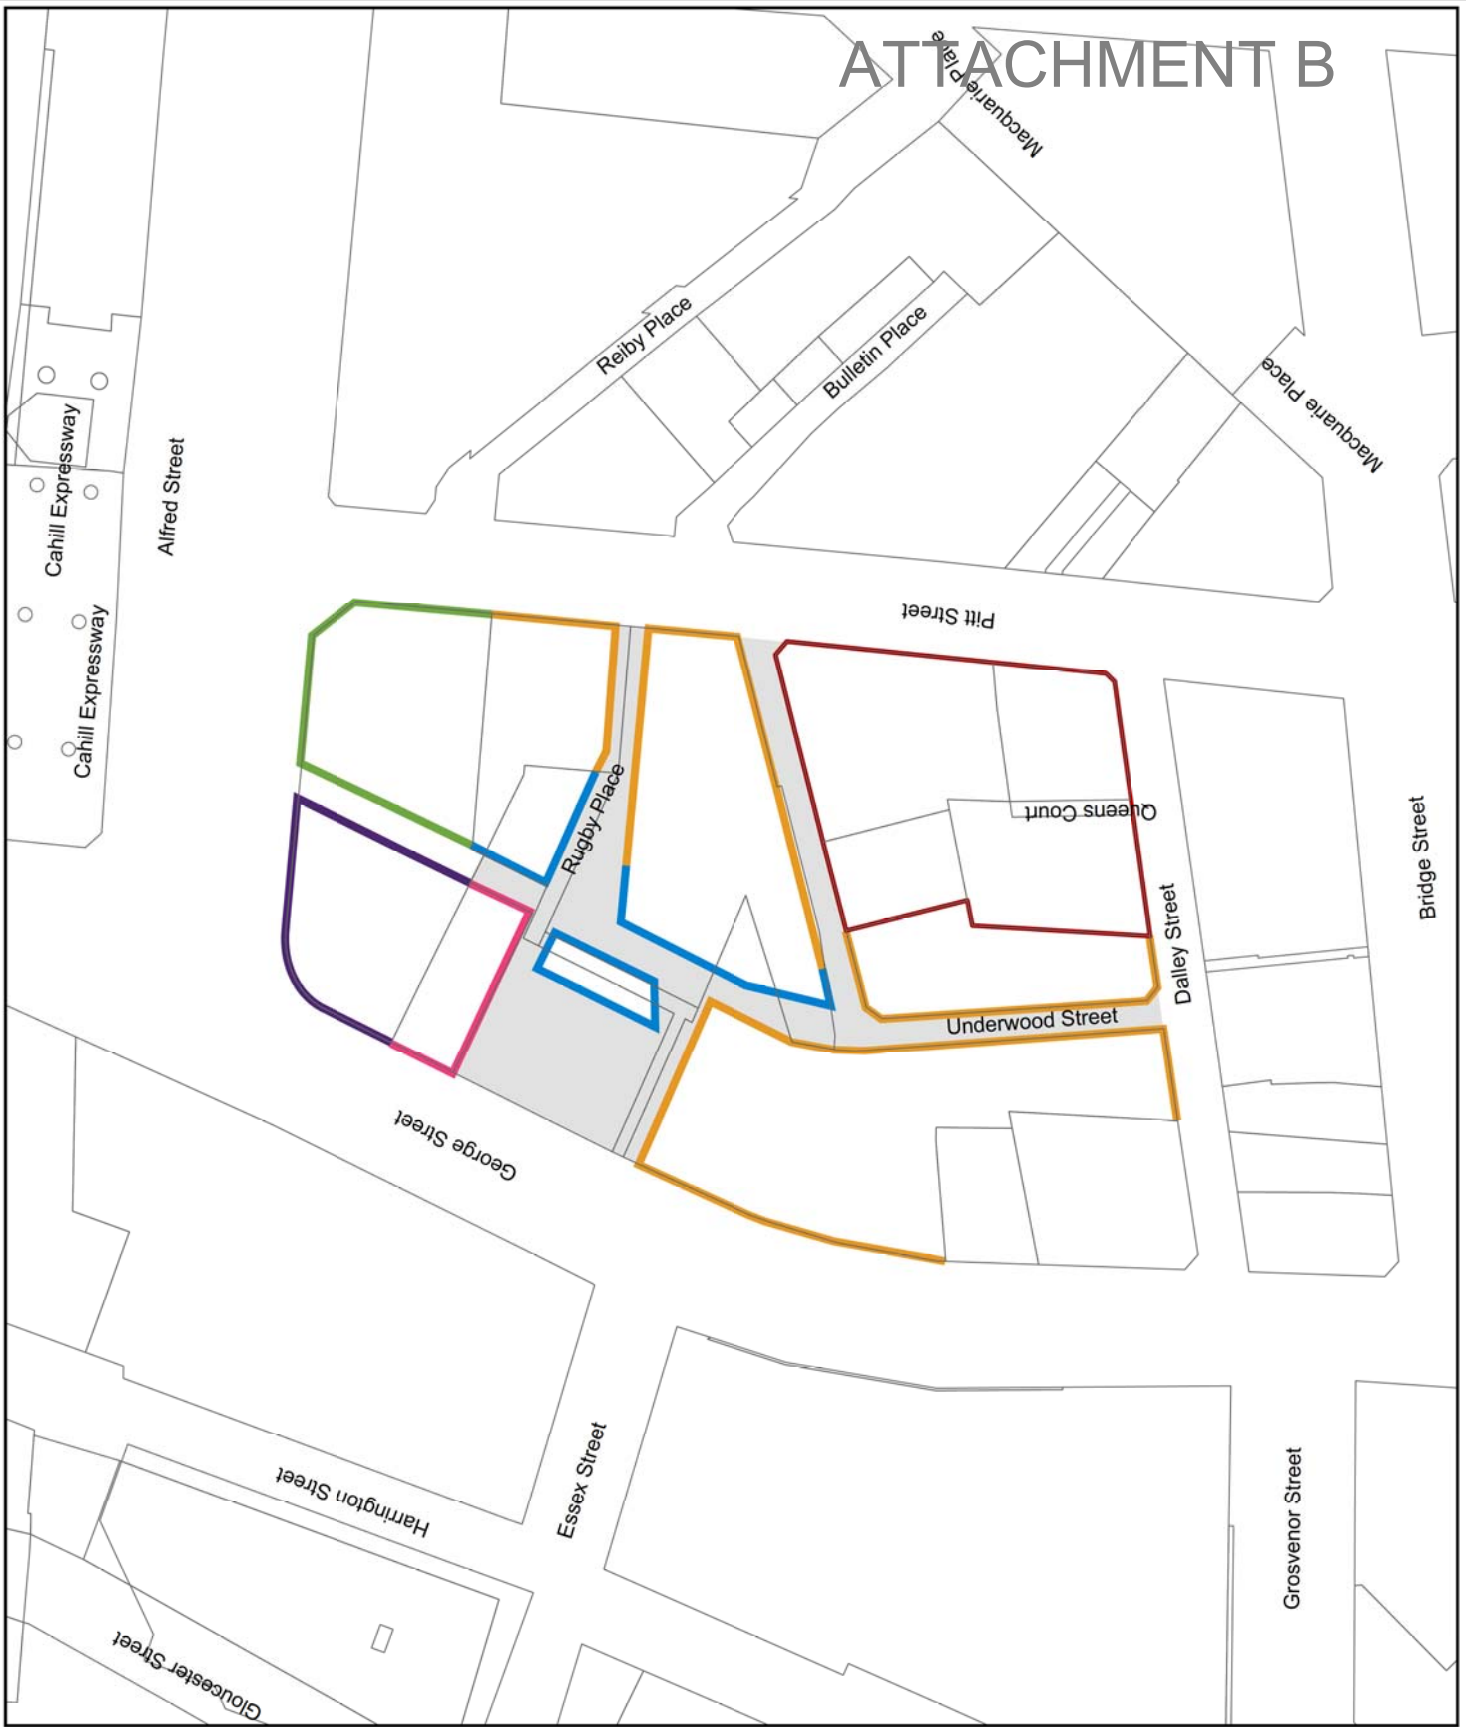 ATTACHMENT B
Macquarie Place
Reiby Place
Bulletin Place
Macquarie Place
Cahill Expressway
Alfred Street
Pitt Street
Cahill Expressway
Rugby Place
Queens Court
Bridge Street
Dalley Street
Underwood Street
George Street
Essex Street
Harrington Street
Grosvenor Street
Gloucester Street